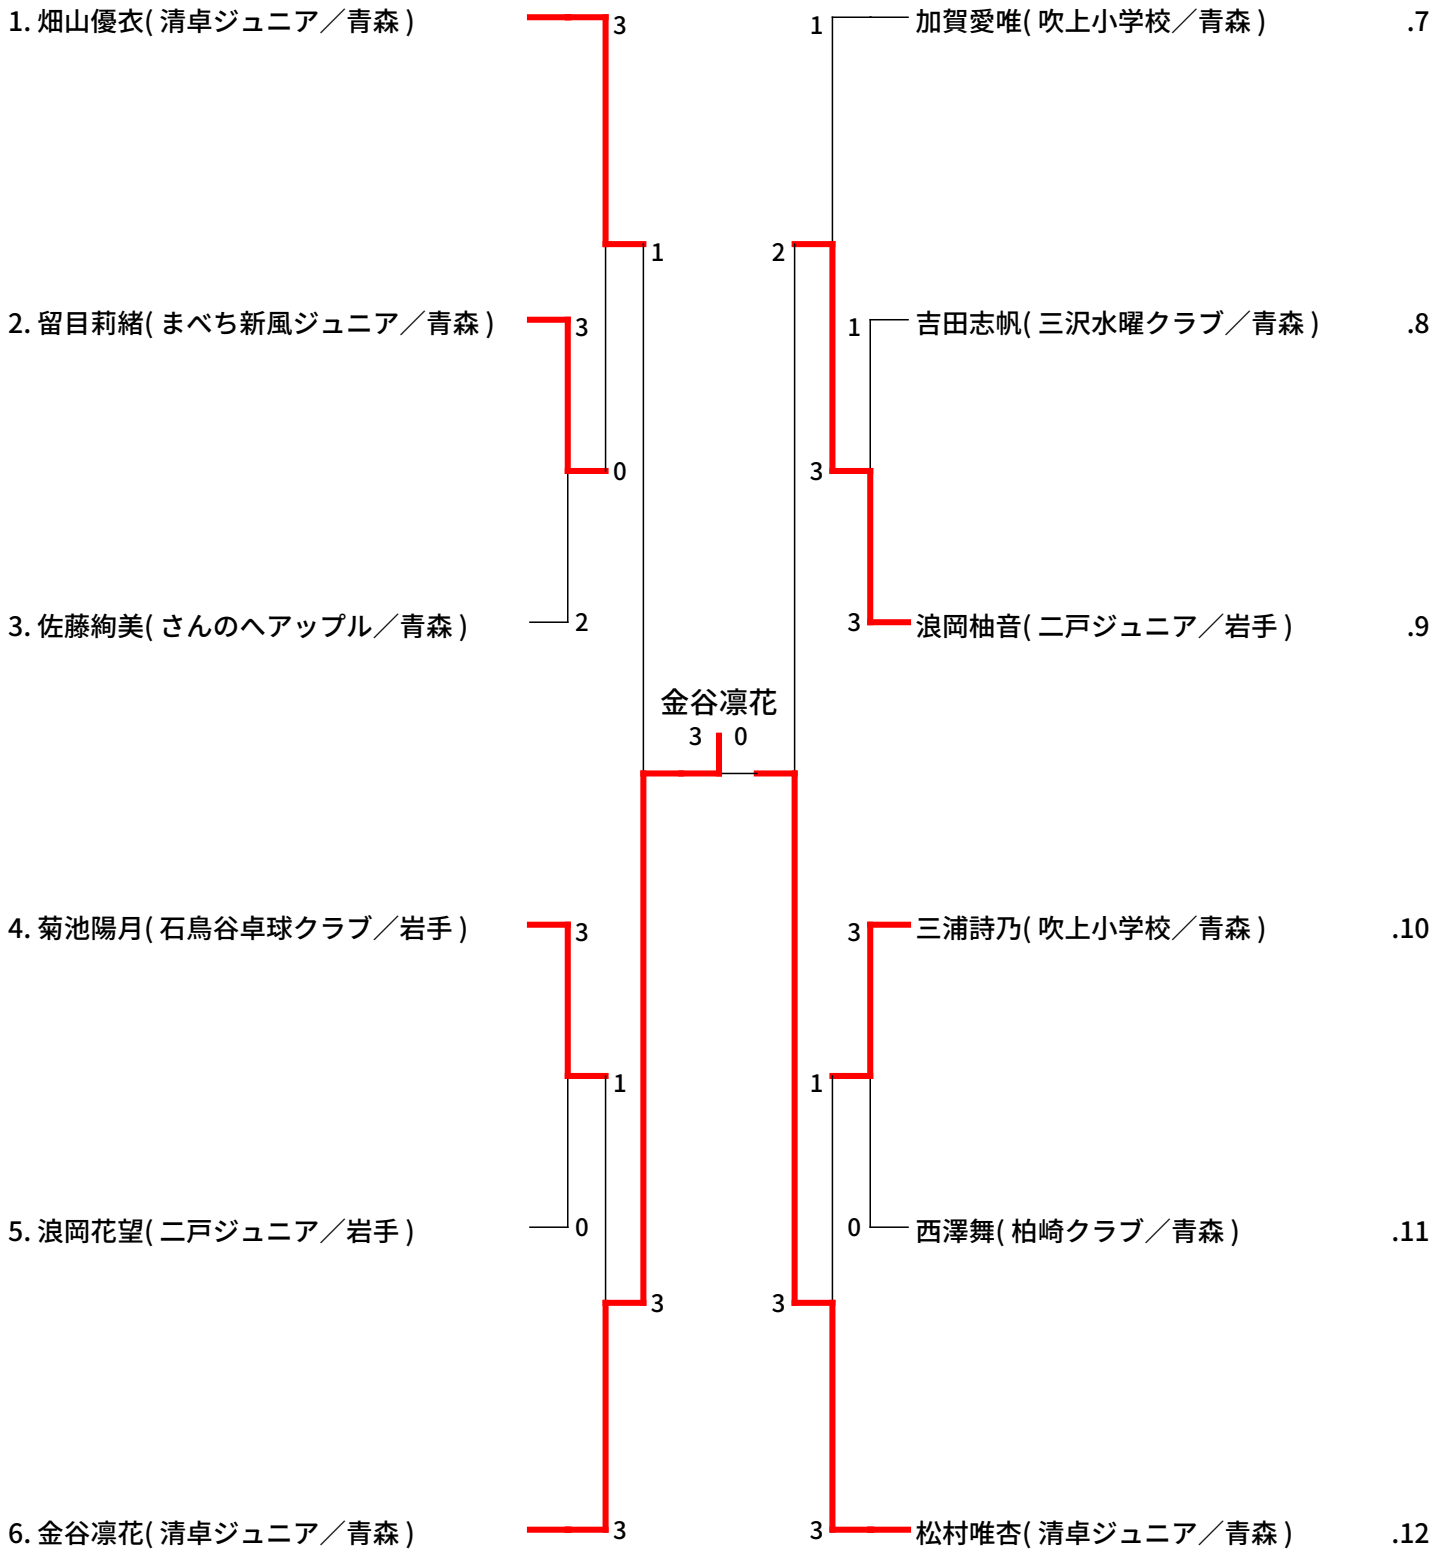 1. 畑山優衣( 清卓ジュニア／青森 )
3
1
加賀愛唯( 吹上小学校／青森 )
.7
1
2
2. 留目莉緒( まべち新風ジュニア／青森 )
3
1
吉田志帆( 三沢水曜クラブ／青森 )
.8
0
3
3. 佐藤絢美( さんのへアップル／青森 )
2
3
浪岡柚音( 二戸ジュニア／岩手 )
.9
金谷凛花
3 0
4. 菊池陽月( 石鳥谷卓球クラブ／岩手 )
3
3
三浦詩乃( 吹上小学校／青森 )
.10
1
1
5. 浪岡花望( 二戸ジュニア／岩手 )
0
0
西澤舞( 柏崎クラブ／青森 )
.11
3
3
6. 金谷凛花( 清卓ジュニア／青森 )
3
3
松村唯杏( 清卓ジュニア／青森 )
.12